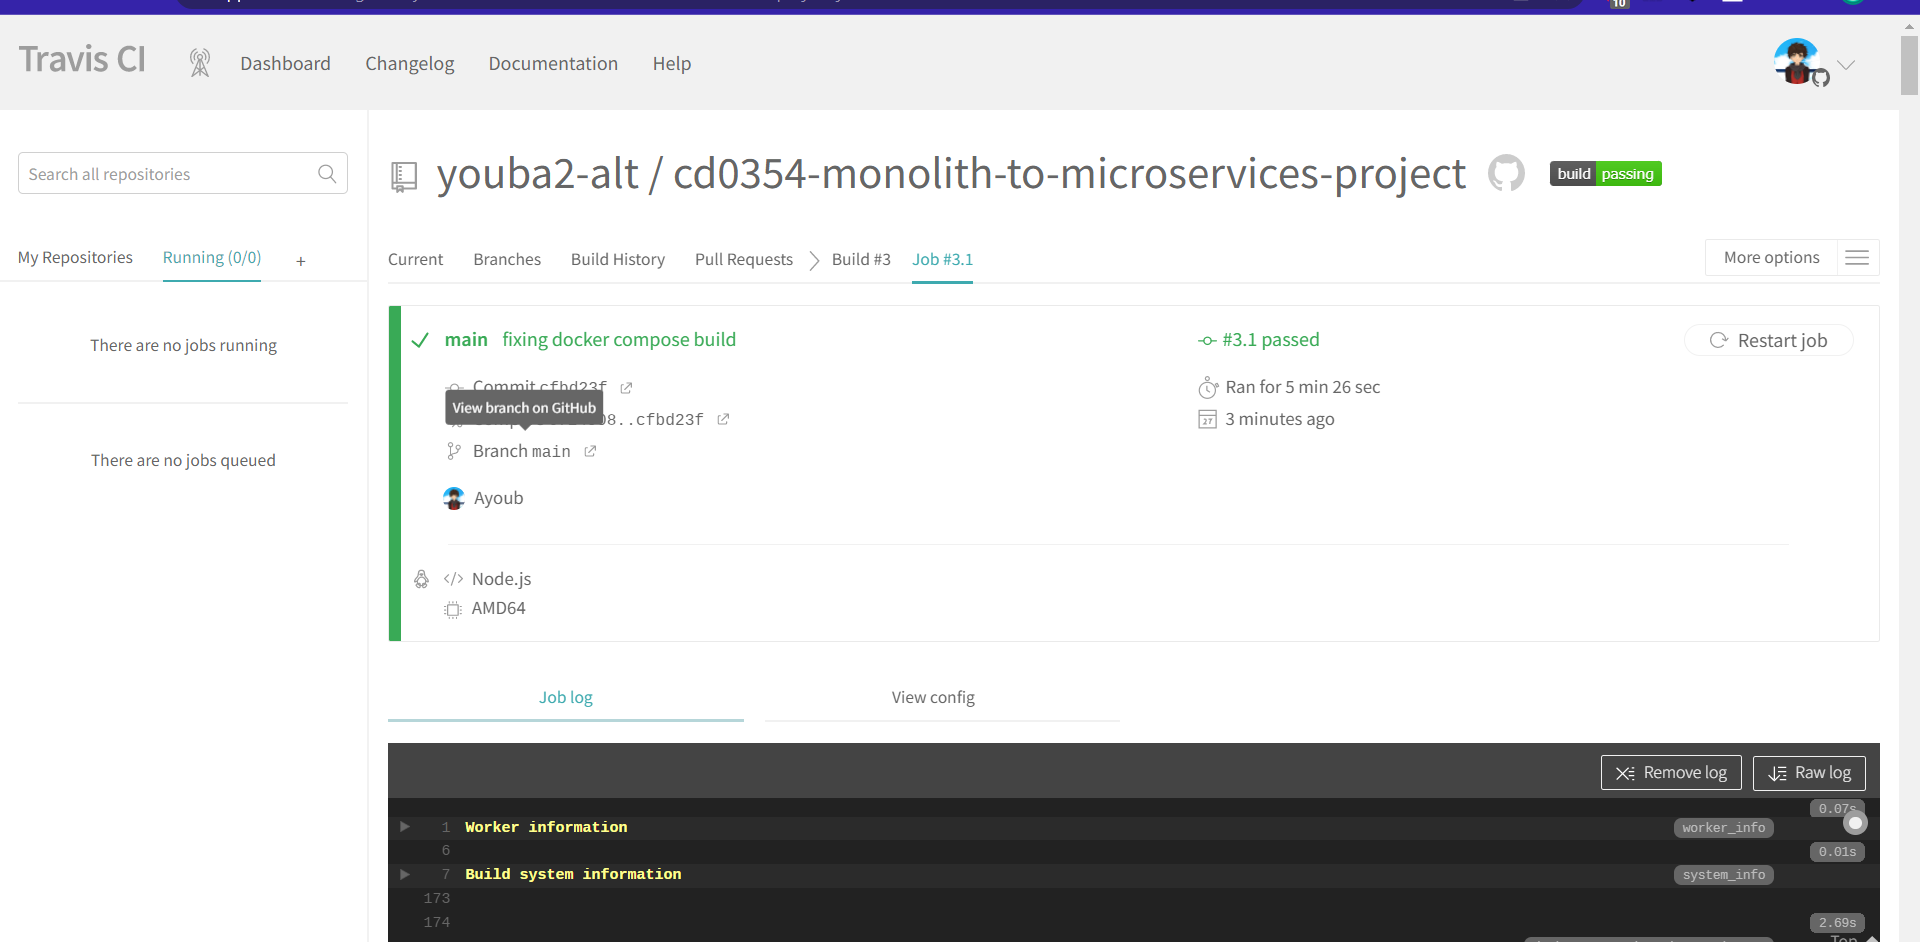 10
Travis CI
Dashboard
Changelog
Documentation
Help
Search all repositories
My Repositories
Running (0/0)
+
There are no jobs running
There are no jobs queued
youba2-alt / cd0354-monolith-to-microservices-project
build passing
Current
Branches
Build History
Pull Requests
Build #3
Job #3.1
More options
main fixing docker compose build
Commit cfbd23f
View branch on GitHub
..cfbd23f
Branch main
Ayoub
#3.1 passed
Ran for 5 min 26 sec
27
3 minutes ago
Restart job
</> Node.js
AMD64
Job log
View config
Remove log
Raw log
0.07s
1 Worker information worker_info
6 0.01s
7 Build system information system_info
173
174 2.69s
Top